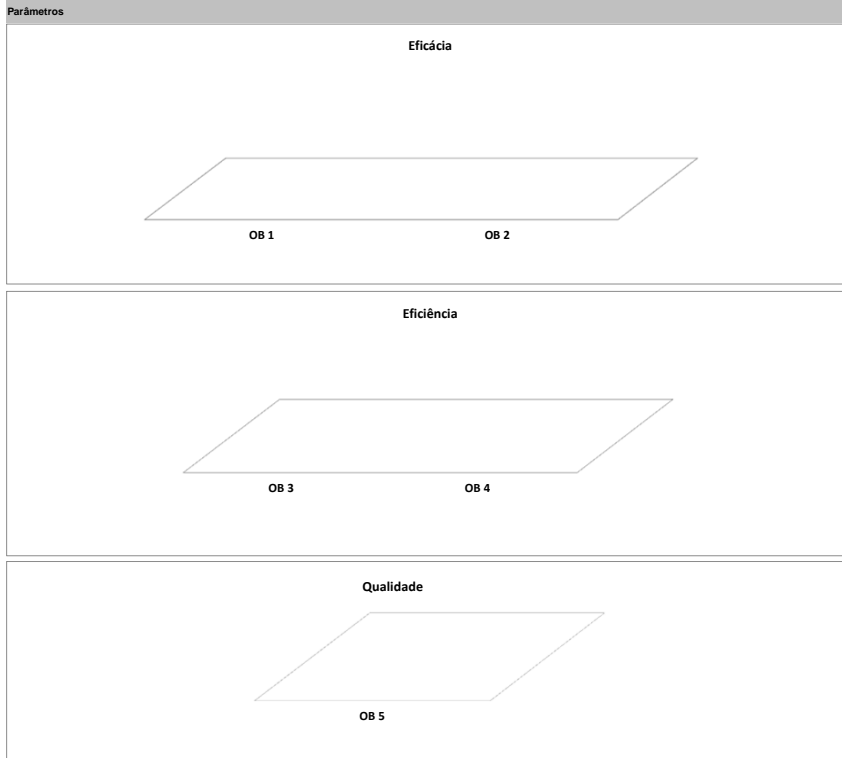 Parâmetros
Eficácia
OB 1 OB 2
Eficiência
OB 3 OB 4
Qualidade
OB 5